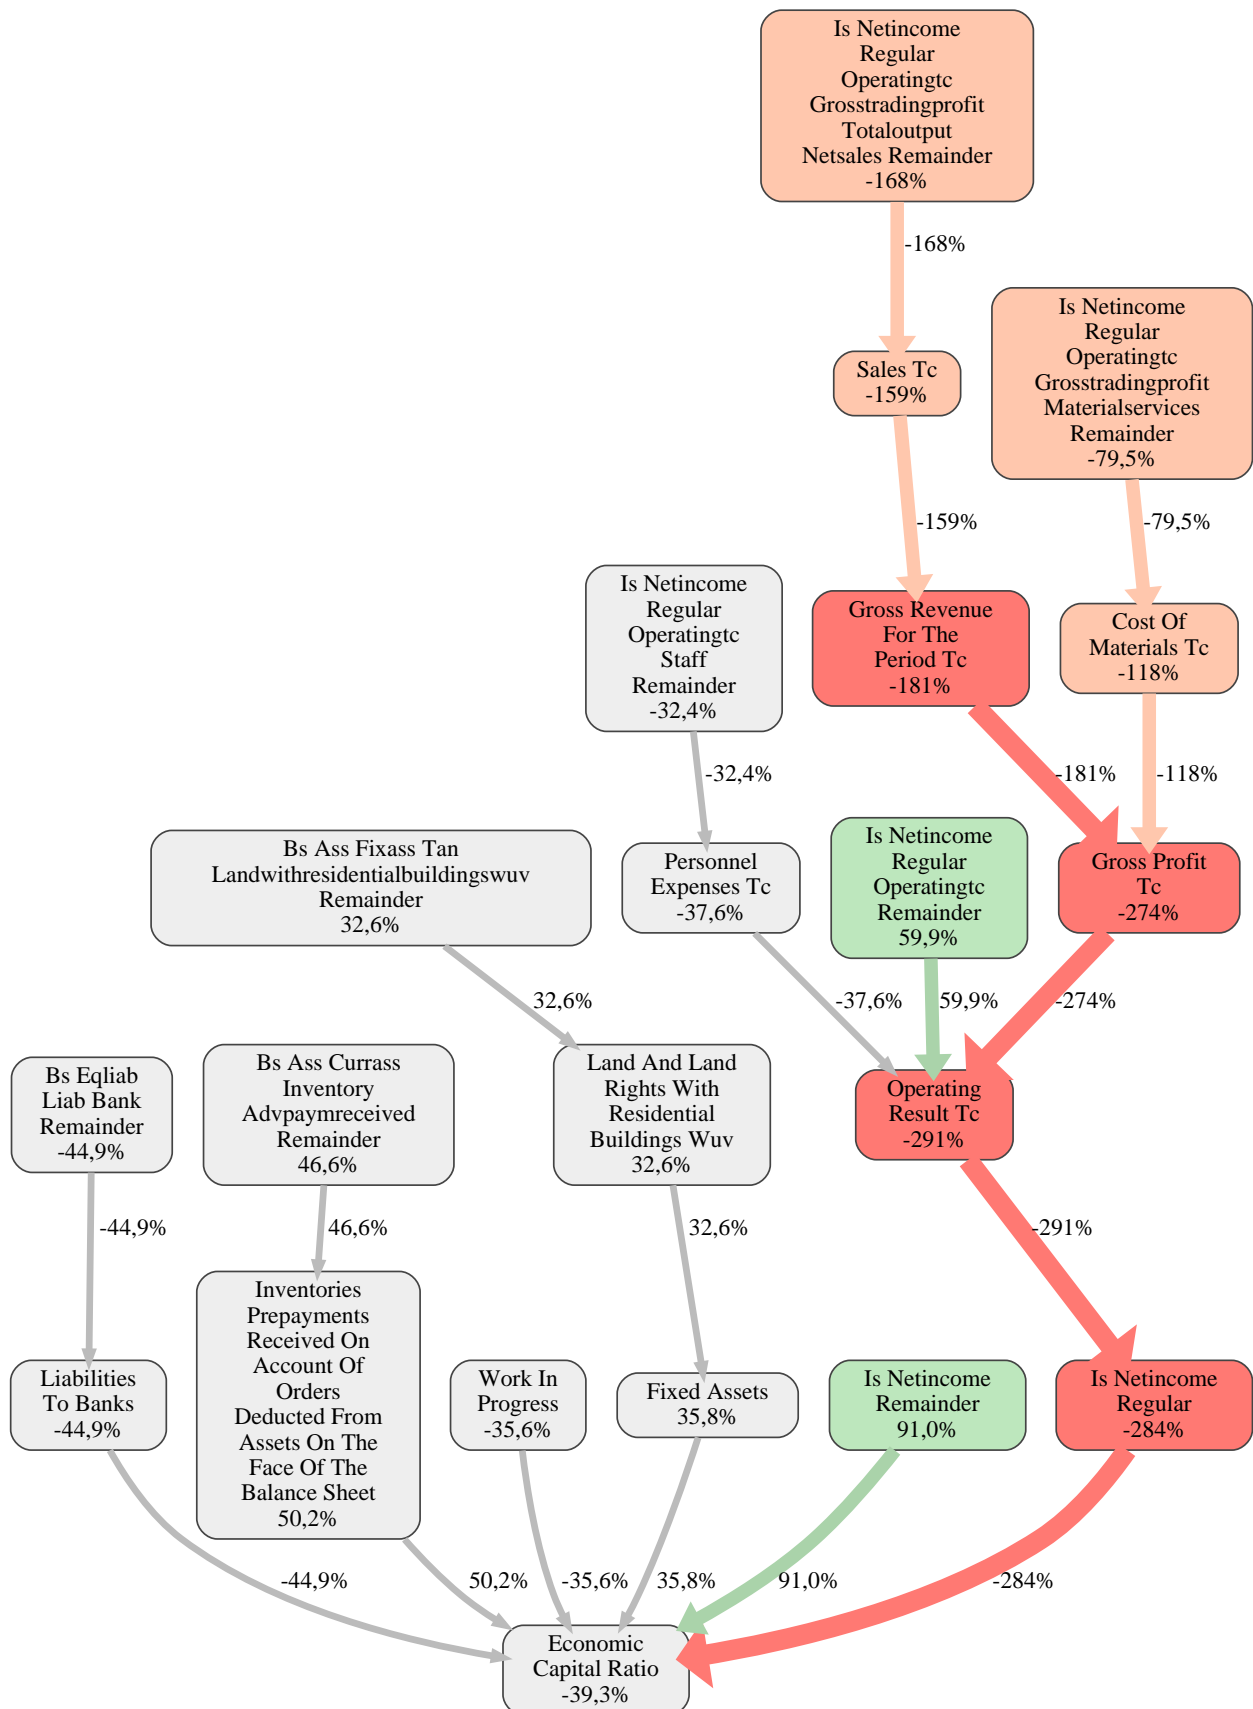 Is Netincome
Regular
Operatingtc
Grosstradingprofit
Totaloutput
Netsales Remainder
-168%
-168%
Is Netincome
Regular
Operatingtc
Grosstradingprofit
Materialservices
Remainder
-79,5%
Sales Tc
-159%
-159%
-79,5%
Is Netincome
Regular
Operatingtc
Staff
Remainder
-32,4%
Gross Revenue
For The
Period Tc
-181%
Cost Of
Materials Tc
-118%
-32,4%
-181%
-118%
Bs Ass Fixass Tan
Landwithresidentialbuildingswuv
Remainder
32,6%
Personnel
Expenses Tc
-37,6%
Is Netincome
Regular
Operatingtc
Remainder
59,9%
Gross Profit
Tc
-274%
32,6%
-37,6%
59,9%
-274%
Bs Eqliab
Liab Bank
Remainder
-44,9%
Bs Ass Currass
Inventory
Advpaymreceived
Remainder
46,6%
Land And Land
Rights With
Residential
Buildings Wuv
32,6%
Operating
Result Tc
-291%
-44,9%
46,6%
32,6%
-291%
Liabilities
To Banks
-44,9%
Inventories
Prepayments
Received On
Account Of
Orders
Deducted From
Assets On The
Face Of The
Balance Sheet
50,2%
Work In
Progress
-35,6%
Fixed Assets
35,8%
Is Netincome
Remainder
91,0%
Is Netincome
Regular
-284%
-44,9%
50,2%
-35,6%
35,8%
91,0%
-284%
Economic
Capital Ratio
-39,3%